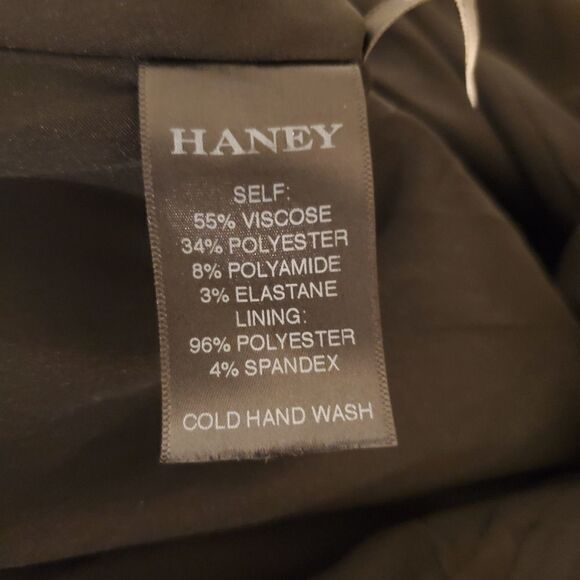 HANEY
SELF:
55% VISCOSE
34% POLYESTER
8% POLYAMIDE
3% ELASTANE
LINING:
96% POLYESTER
4% SPANDEX
COLD HAND WASH